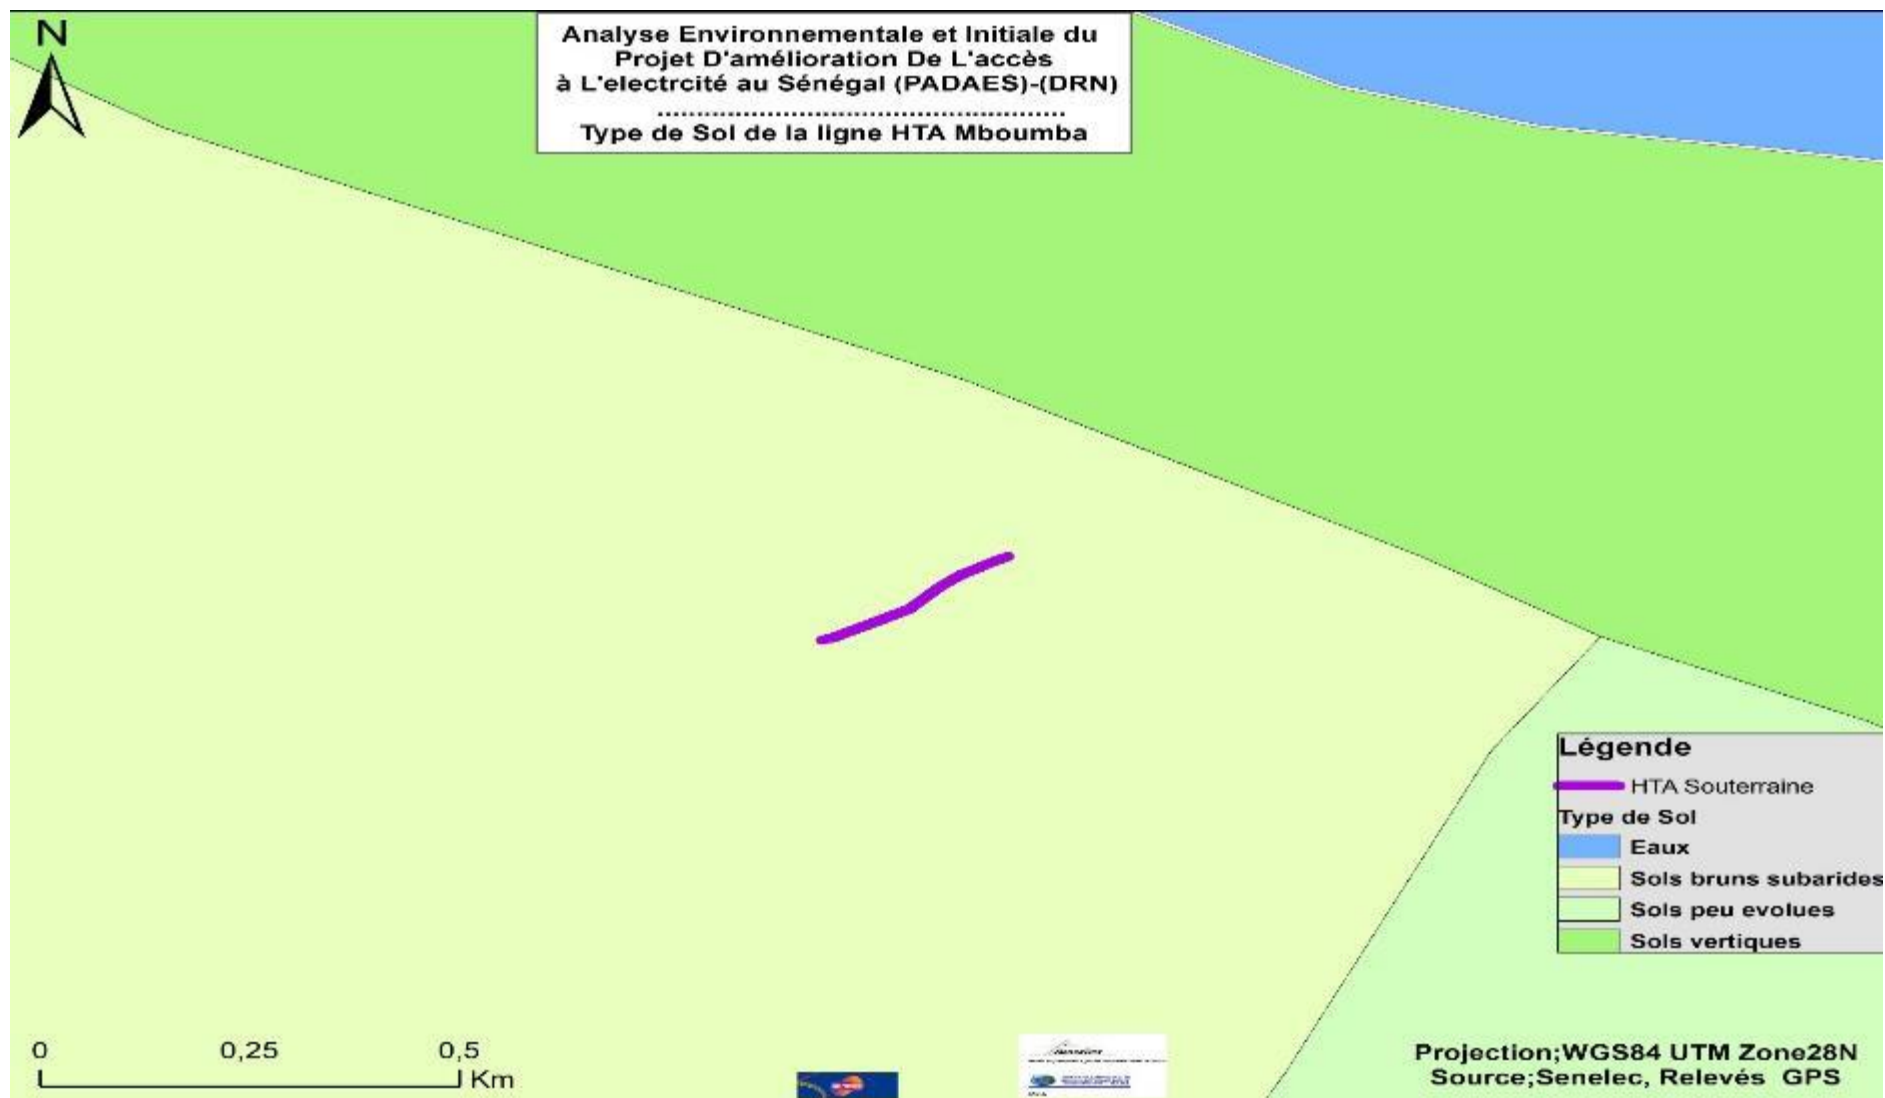 N
Analyse Environnementale et Initiale du
Projet D'amélioration De L'accès
à L'electrcité au Sénégal (PADAES)-(DRN)
Type de Sol de la ligne HTA Mboumba
Légende
HTA Souterraine
Type de Sol
Eaux
Sols bruns subarides
Sols peu evolues
Sols vertiques
0 0,25 0,5
Km
Projection;WGS84 UTM Zone28N
Source;Senelec, Relevés GPS